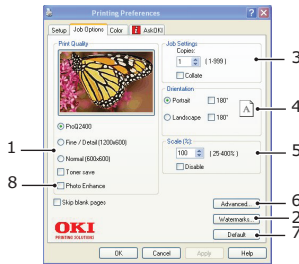 Printing Preferences
Setup Job Options Color AskOKI
Print Quality
ProQ2400
Fine / Detail (1200x600)
Normal (600x600)
Toner save
Photo Enhance
Skip blank pages
OKI
PRINTING SOLUTIONS
Job Settings
Copies:
1 (1-999)
Collate
Orientation
Portrait 180°
Landscape 180°
A
Scale (%)
100 (25-400%)
Disable
Advanced...
Watermarks...
Default
OK Cancel Apply Help
1
8
3
4
5
6
2
7